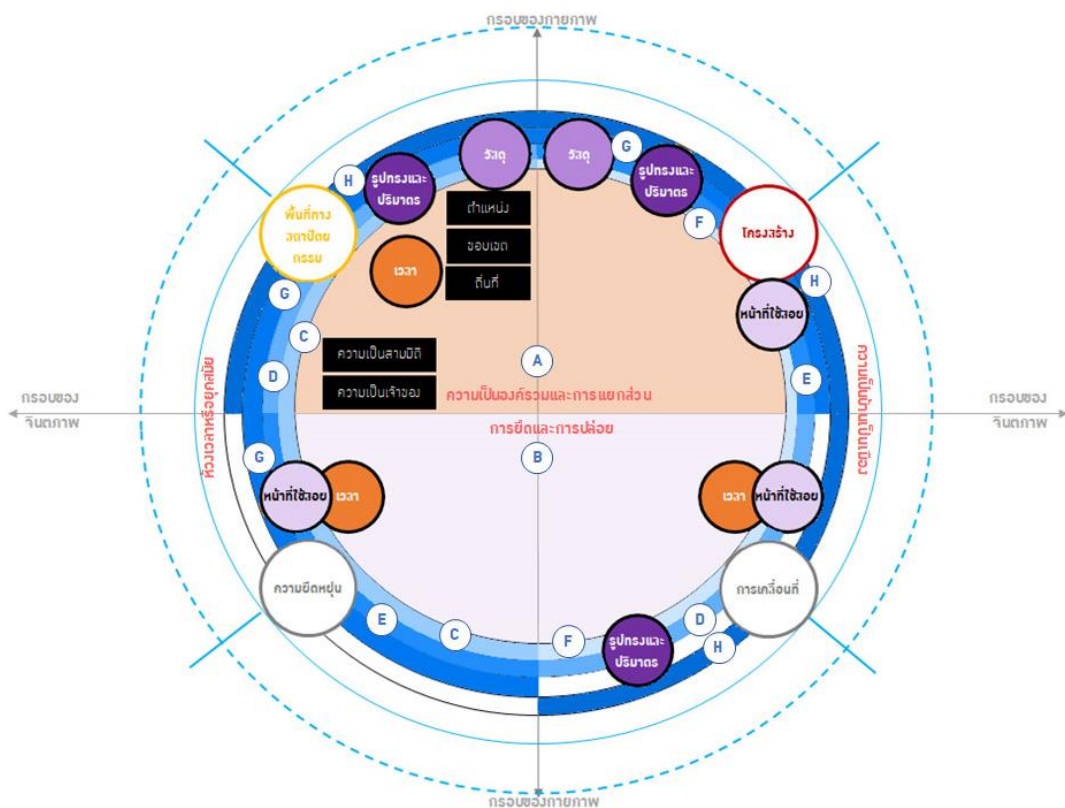 กรอบของกายภาพ
วัสดุ
วัสดุ
G
H
รูปทรงและ
ปริมาตร
รูปทรงและ
ปริมาตร
พื้นที่ทาง
สถาปัตย
กรรม
ตำแหน่ง
ขอบเขต
ถิ่นที่
F
โครงสร้าง
เวลา
G
H
หน้าที่ใช้สอย
C
ความเป็นสามมิติ
ความเป็นเจ้าของ
A
D
E
ความเป็นองค์รวมและการแยกส่วน
กรอบของ
จินตภาพ
กรอบของ
จินตภาพ
การยึดและการปล่อย
B
G
หน้าที่ใช้สอย
เวลา
เวลา
หน้าที่ใช้สอย
ความยืดหยุ่น
การเคลื่อนที่
E
C
F
รูปทรงและ
ปริมาตร
D
H
กรอบของกายภาพ